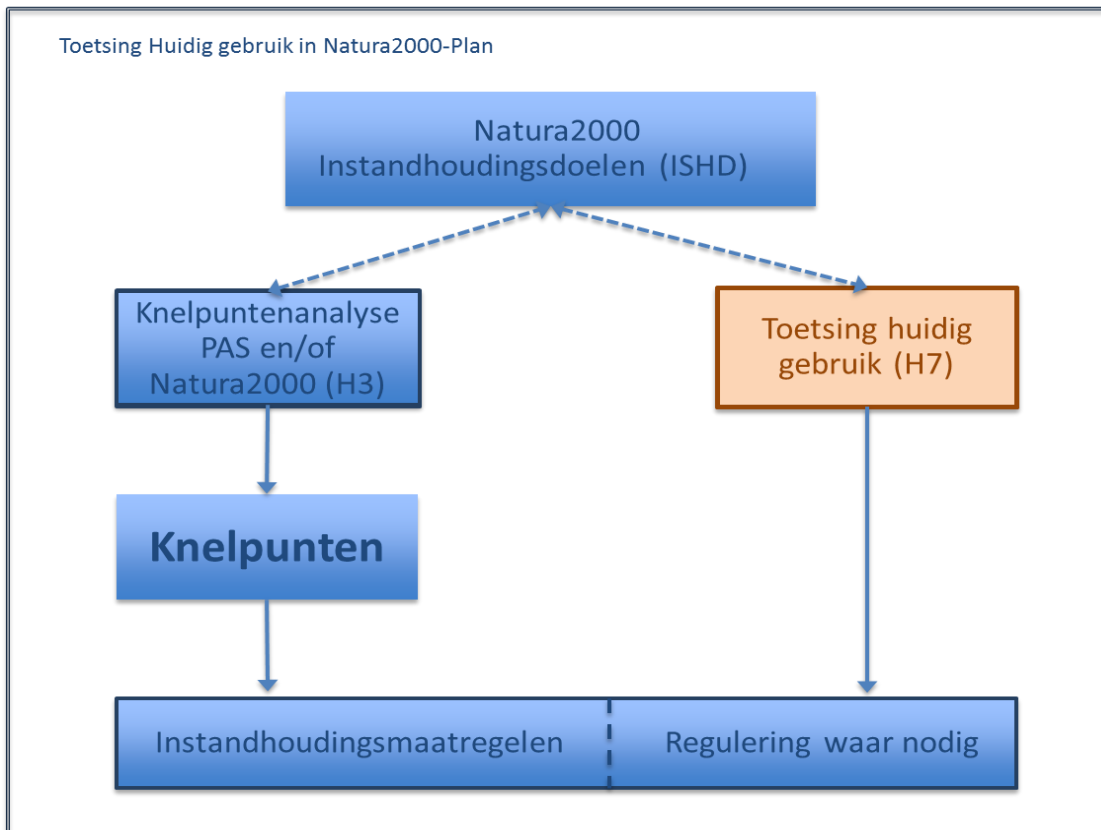 Toetsing Huidig gebruik in Natura2000-Plan
Natura2000
Instandhoudingsdoelen (ISHD)
Knelpuntenanalyse
PAS en/of
Natura2000 (H3)
Toetsing huidig
gebruik (H7)
Knelpunten
Instandhoudingsmaatregelen
Regulering waar nodig